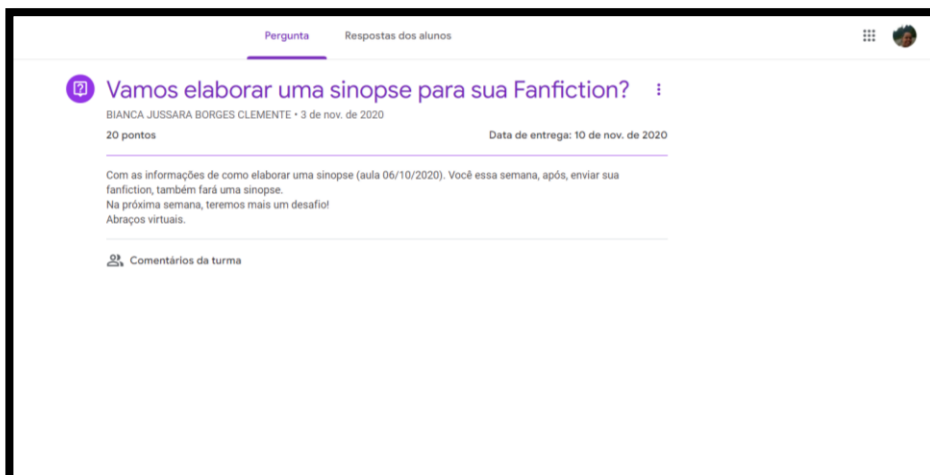 Pergunta Respostas dos alunos
Vamos elaborar uma sinopse para sua Fanfiction?
BIANCA JUSSARA BORGES CLEMENTE • 3 de nov. de 2020
20 pontos Data de entrega: 10 de nov. de 2020
Com as informações de como elaborar uma sinopse (aula 06/10/2020). Você essa semana, após, enviar sua
fanfiction, também fará uma sinopse.
Na próxima semana, teremos mais um desafio!
Abraços virtuais.
Comentários da turma